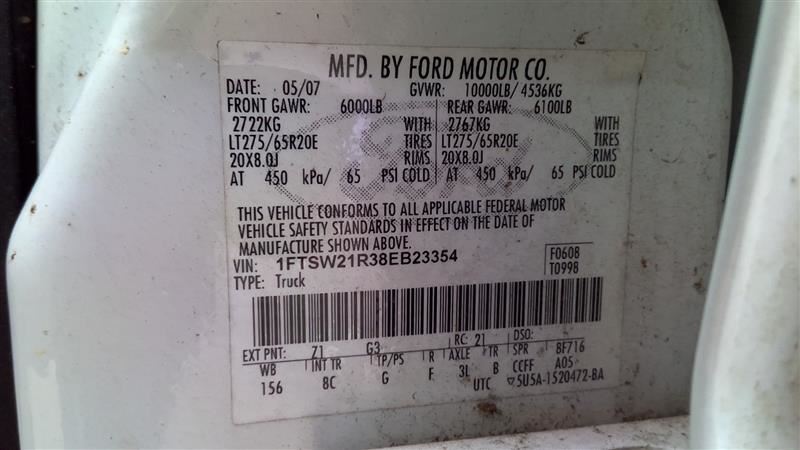 MFD. BY FORD MOTOR CO.
DATE: 05/07 GVWR: 10000LB/ 4536KG
FRONT GAWR: 6000LB REAR GAWR: 6100LB
2722KG WITH 2767KG WITH
LT275/65R20E TIRES LT275/65R20E TIRES
20X8.0J RIMS 20X8.0J RIMS
AT 450 kPa/ 65 PSI COLD AT 450 kPa/ 65 PSI COLD
Ford
THIS VEHICLE CONFORMS TO ALL APPLICABLE FEDERAL MOTOR
VEHICLE SAFETY STANDARDS IN EFFECT ON THE DATE OF
MANUFACTURE SHOWN ABOVE.
VIN: 1FTSW21R38EB23354 F0608
TYPE: Truck T0998
EXT PNT: Z1 G3 RC: 21 DSO:
WB INT TR TP/PS R AXLE TR SPR 8F716
156 8C G F 3L B CCFF A05
UTC ▽5U5A-1520472-BA